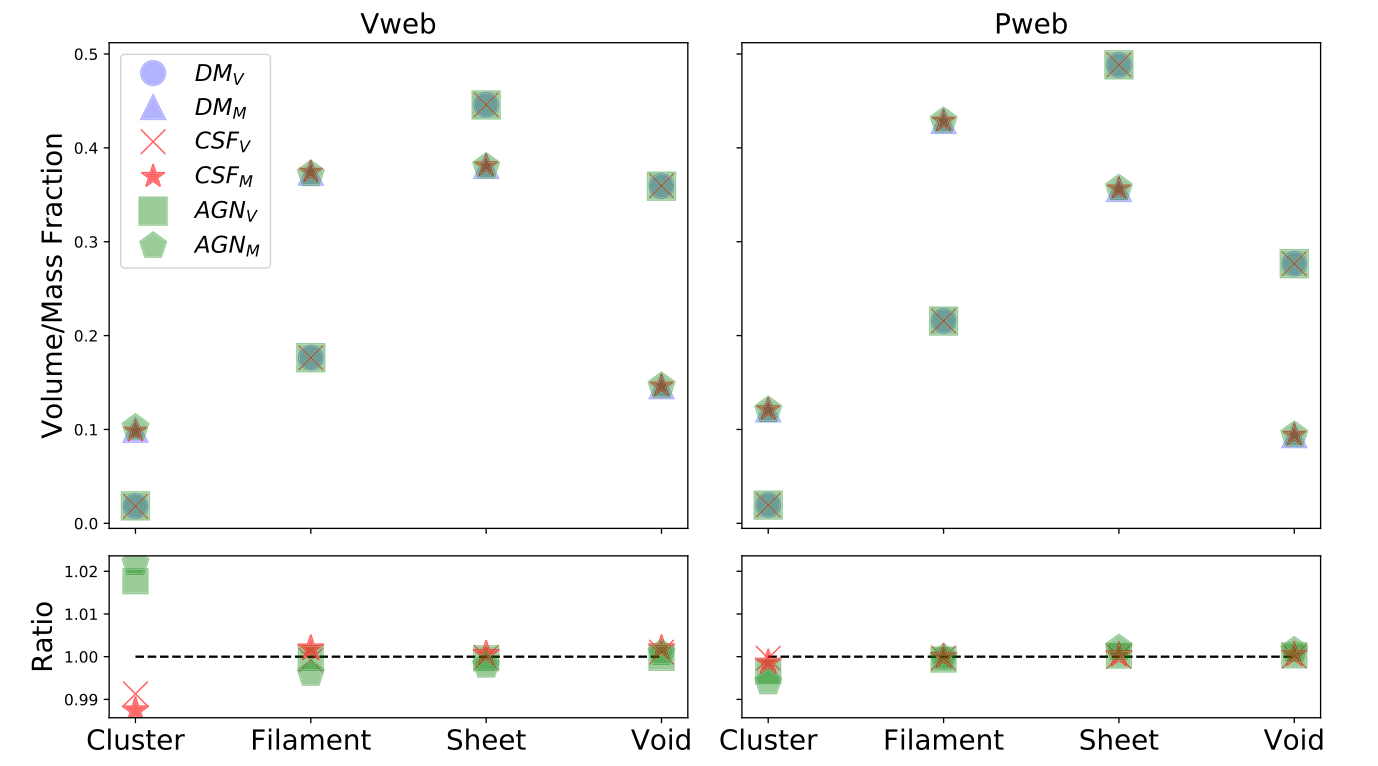 Vweb
Pweb
Volume/Mass Fraction
0.5
0.4
0.3
0.2
0.1
0.0
DM_V
DM_M
CSF_V
CSF_M
AGN_V
AGN_M
Ratio
1.02
1.01
1.00
0.99
Cluster Filament Sheet Void
Cluster Filament Sheet Void